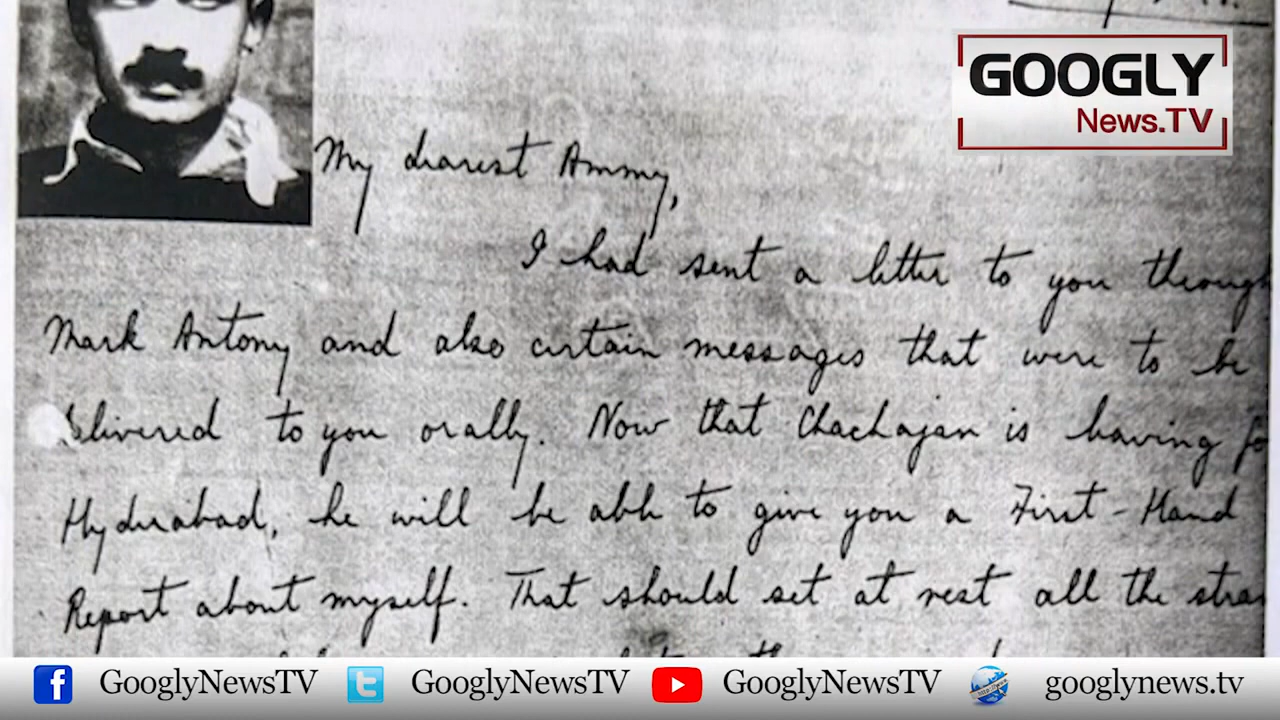 GOOGLY
News.TV
My dearest Ammy,
I had sent a letter to you through
Mark Antony and also certain messages that were to be
delivered to you orally. Now that Chachajan is leaving fo
Hyderabad, he will be able to give you a First-Hand
Report about myself. That should set at rest all the stra
GooglyNewsTV GooglyNewsTV GooglyNewsTV googlynews.tv